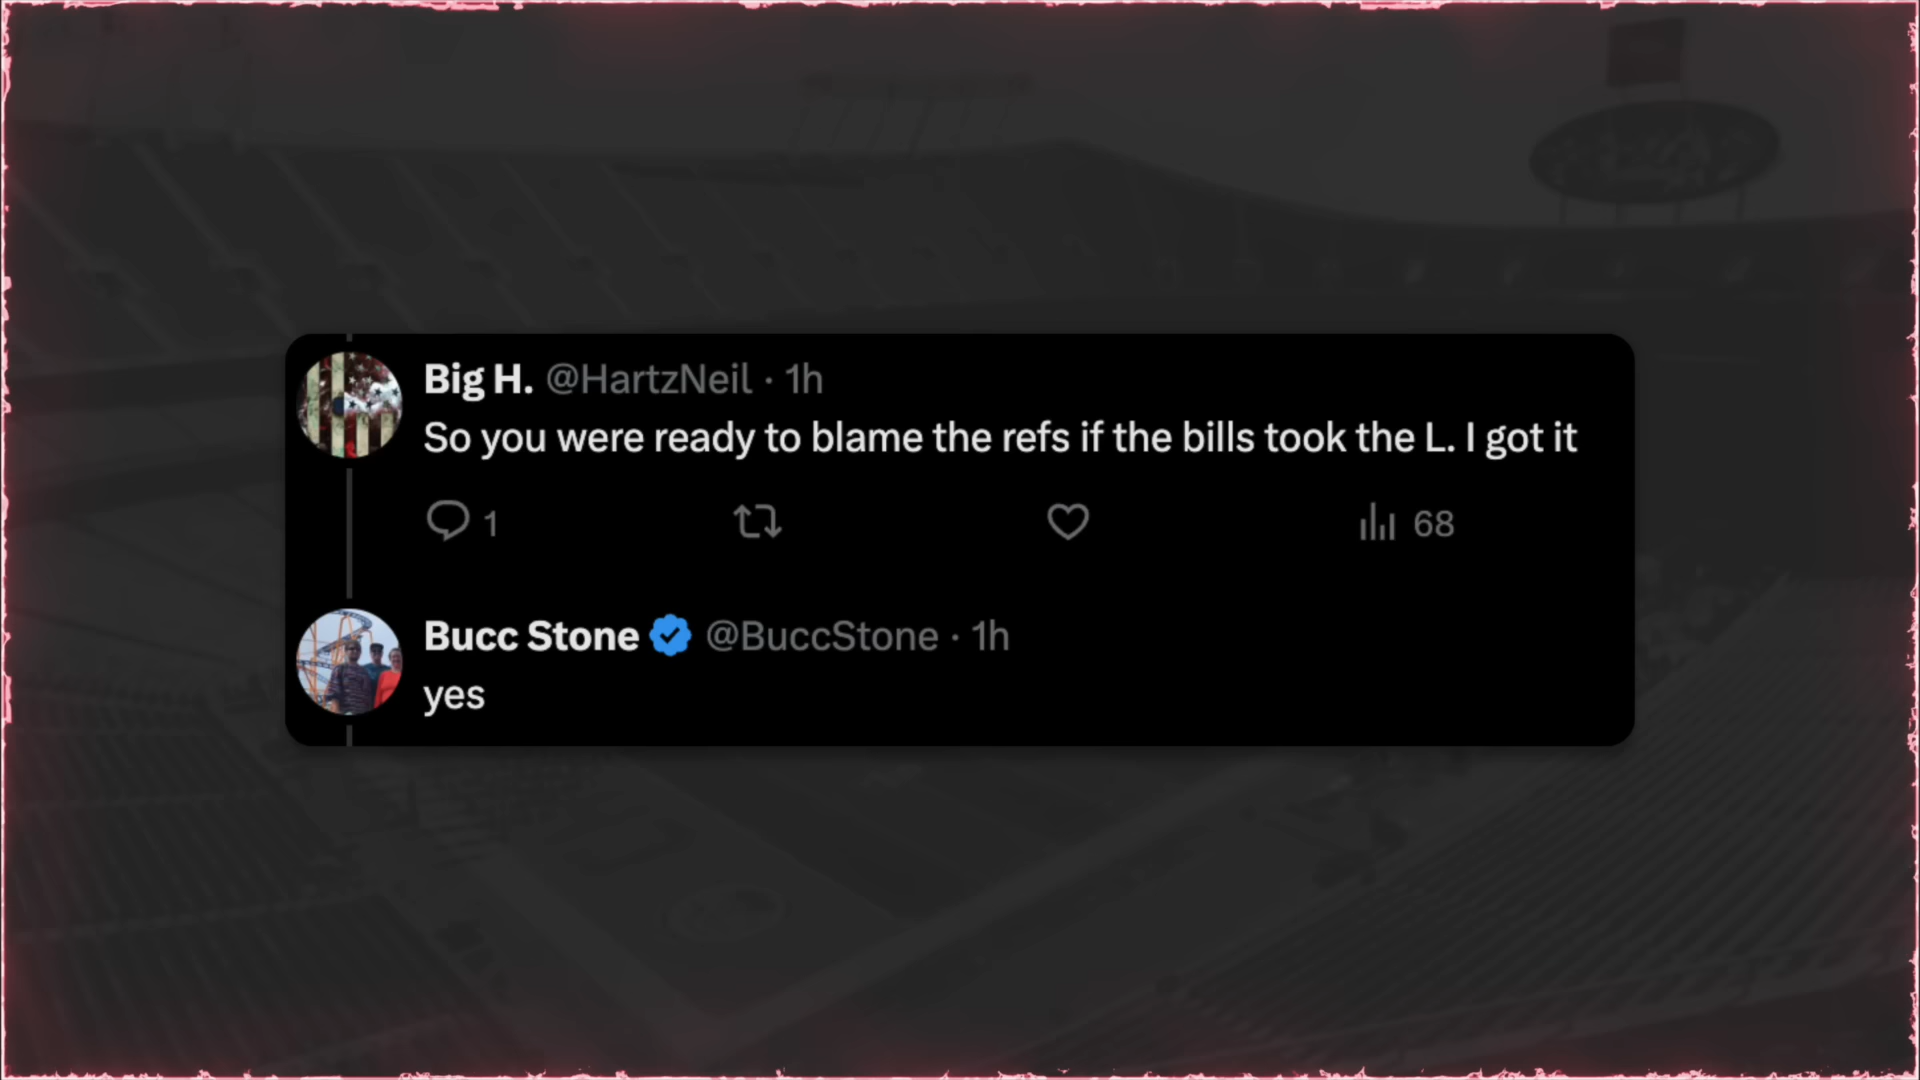 Big H. @HartzNeil · 1h
So you were ready to blame the refs if the bills took the L. I got it
1 68
Bucc Stone @BuccStone · 1h
yes